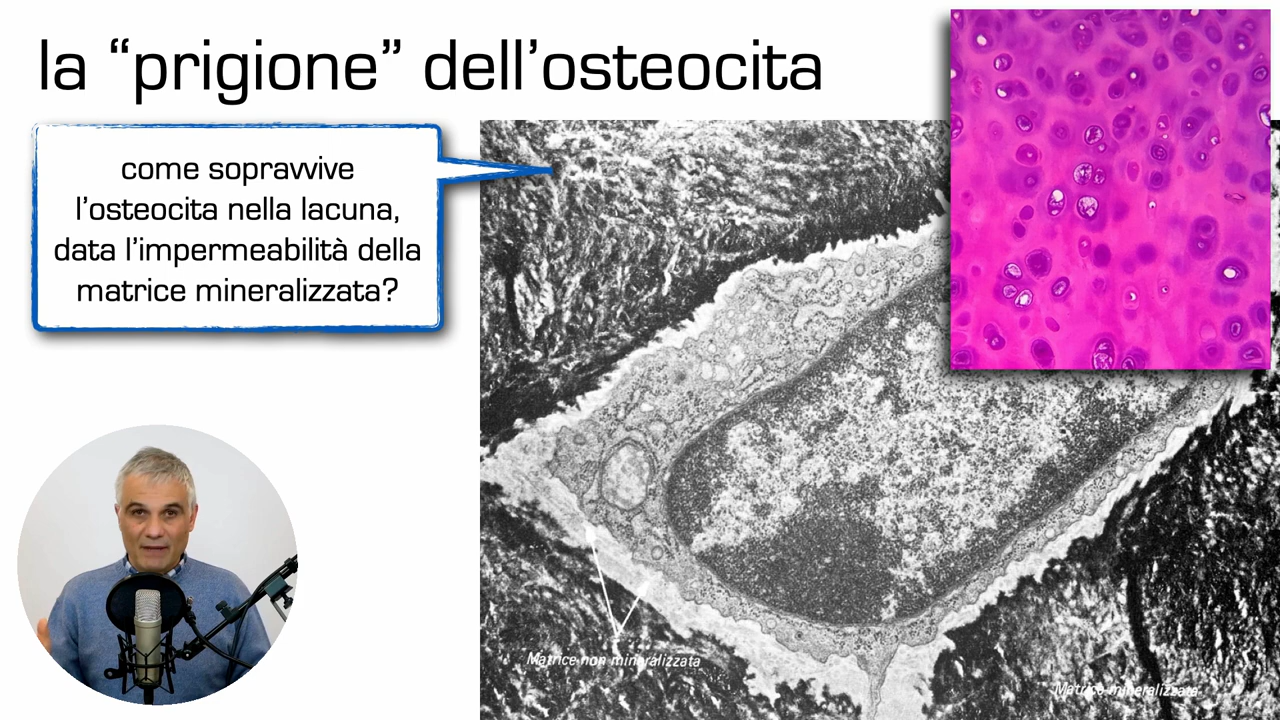 la “prigione” dell’osteocita
come sopravvive
l’osteocita nella lacuna,
data l’impermeabilità della
matrice mineralizzata?
Matrice non mineralizzata
Matrice mineralizzata